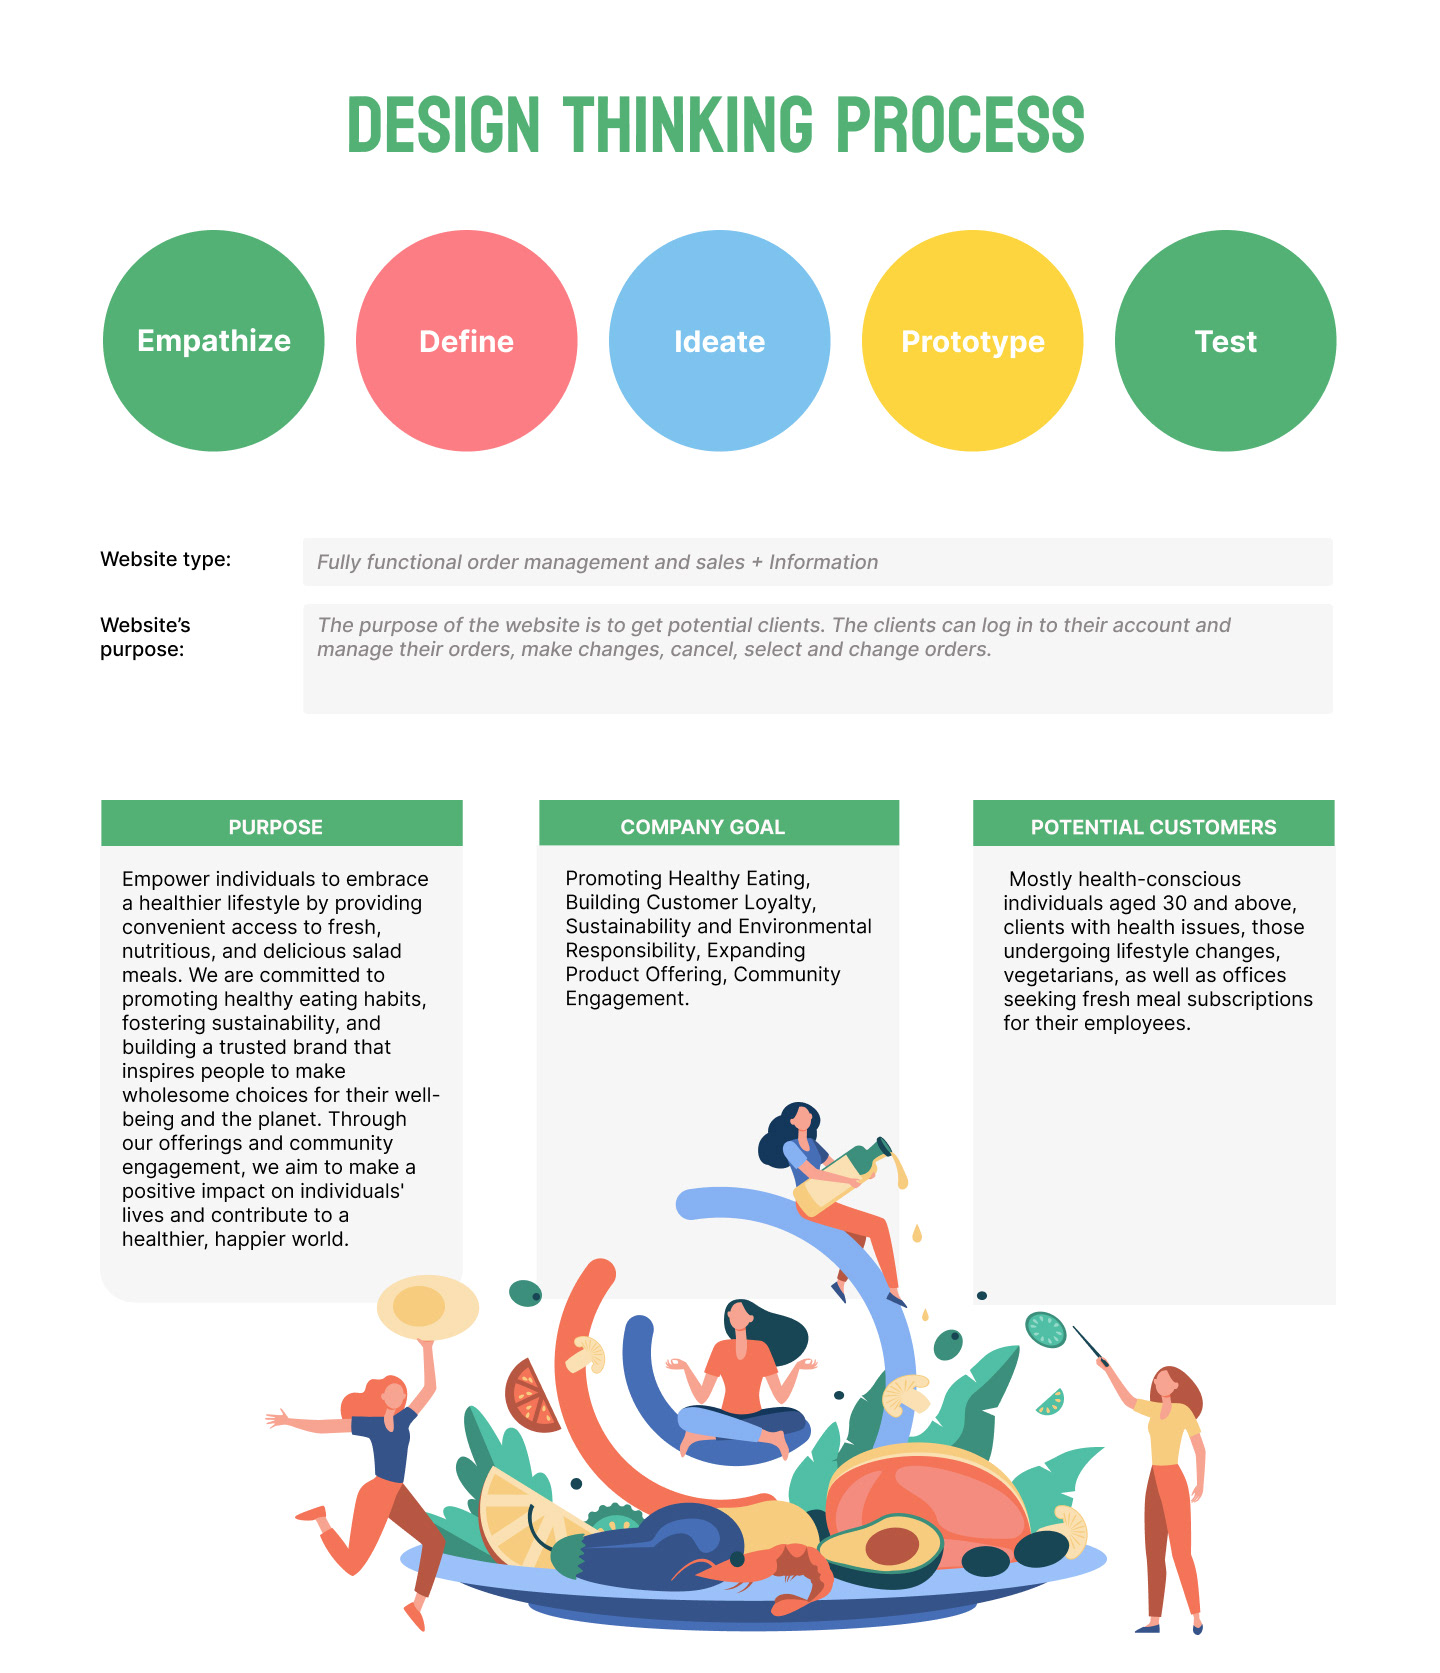 DESIGN THINKING PROCESS
Empathize
Define
Ideate
Prototype
Test
Website type:
Fully functional order management and sales + Information
Website’s
purpose:
The purpose of the website is to get potential clients. The clients can log in to their account and
manage their orders, make changes, cancel, select and change orders.
PURPOSE
Empower individuals to embrace
a healthier lifestyle by providing
convenient access to fresh,
nutritious, and delicious salad
meals. We are committed to
promoting healthy eating habits,
fostering sustainability, and
building a trusted brand that
inspires people to make
wholesome choices for their well-
being and the planet. Through
our offerings and community
engagement, we aim to make a
positive impact on individuals'
lives and contribute to a
healthier, happier world.
COMPANY GOAL
Promoting Healthy Eating,
Building Customer Loyalty,
Sustainability and Environmental
Responsibility, Expanding
Product Offering, Community
Engagement.
POTENTIAL CUSTOMERS
Mostly health-conscious
individuals aged 30 and above,
clients with health issues, those
undergoing lifestyle changes,
vegetarians, as well as offices
seeking fresh meal subscriptions
for their employees.